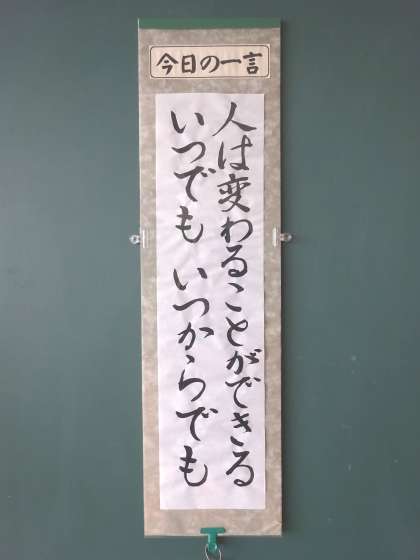 今日の一言
人は変わることができる
いつでも いつからでも